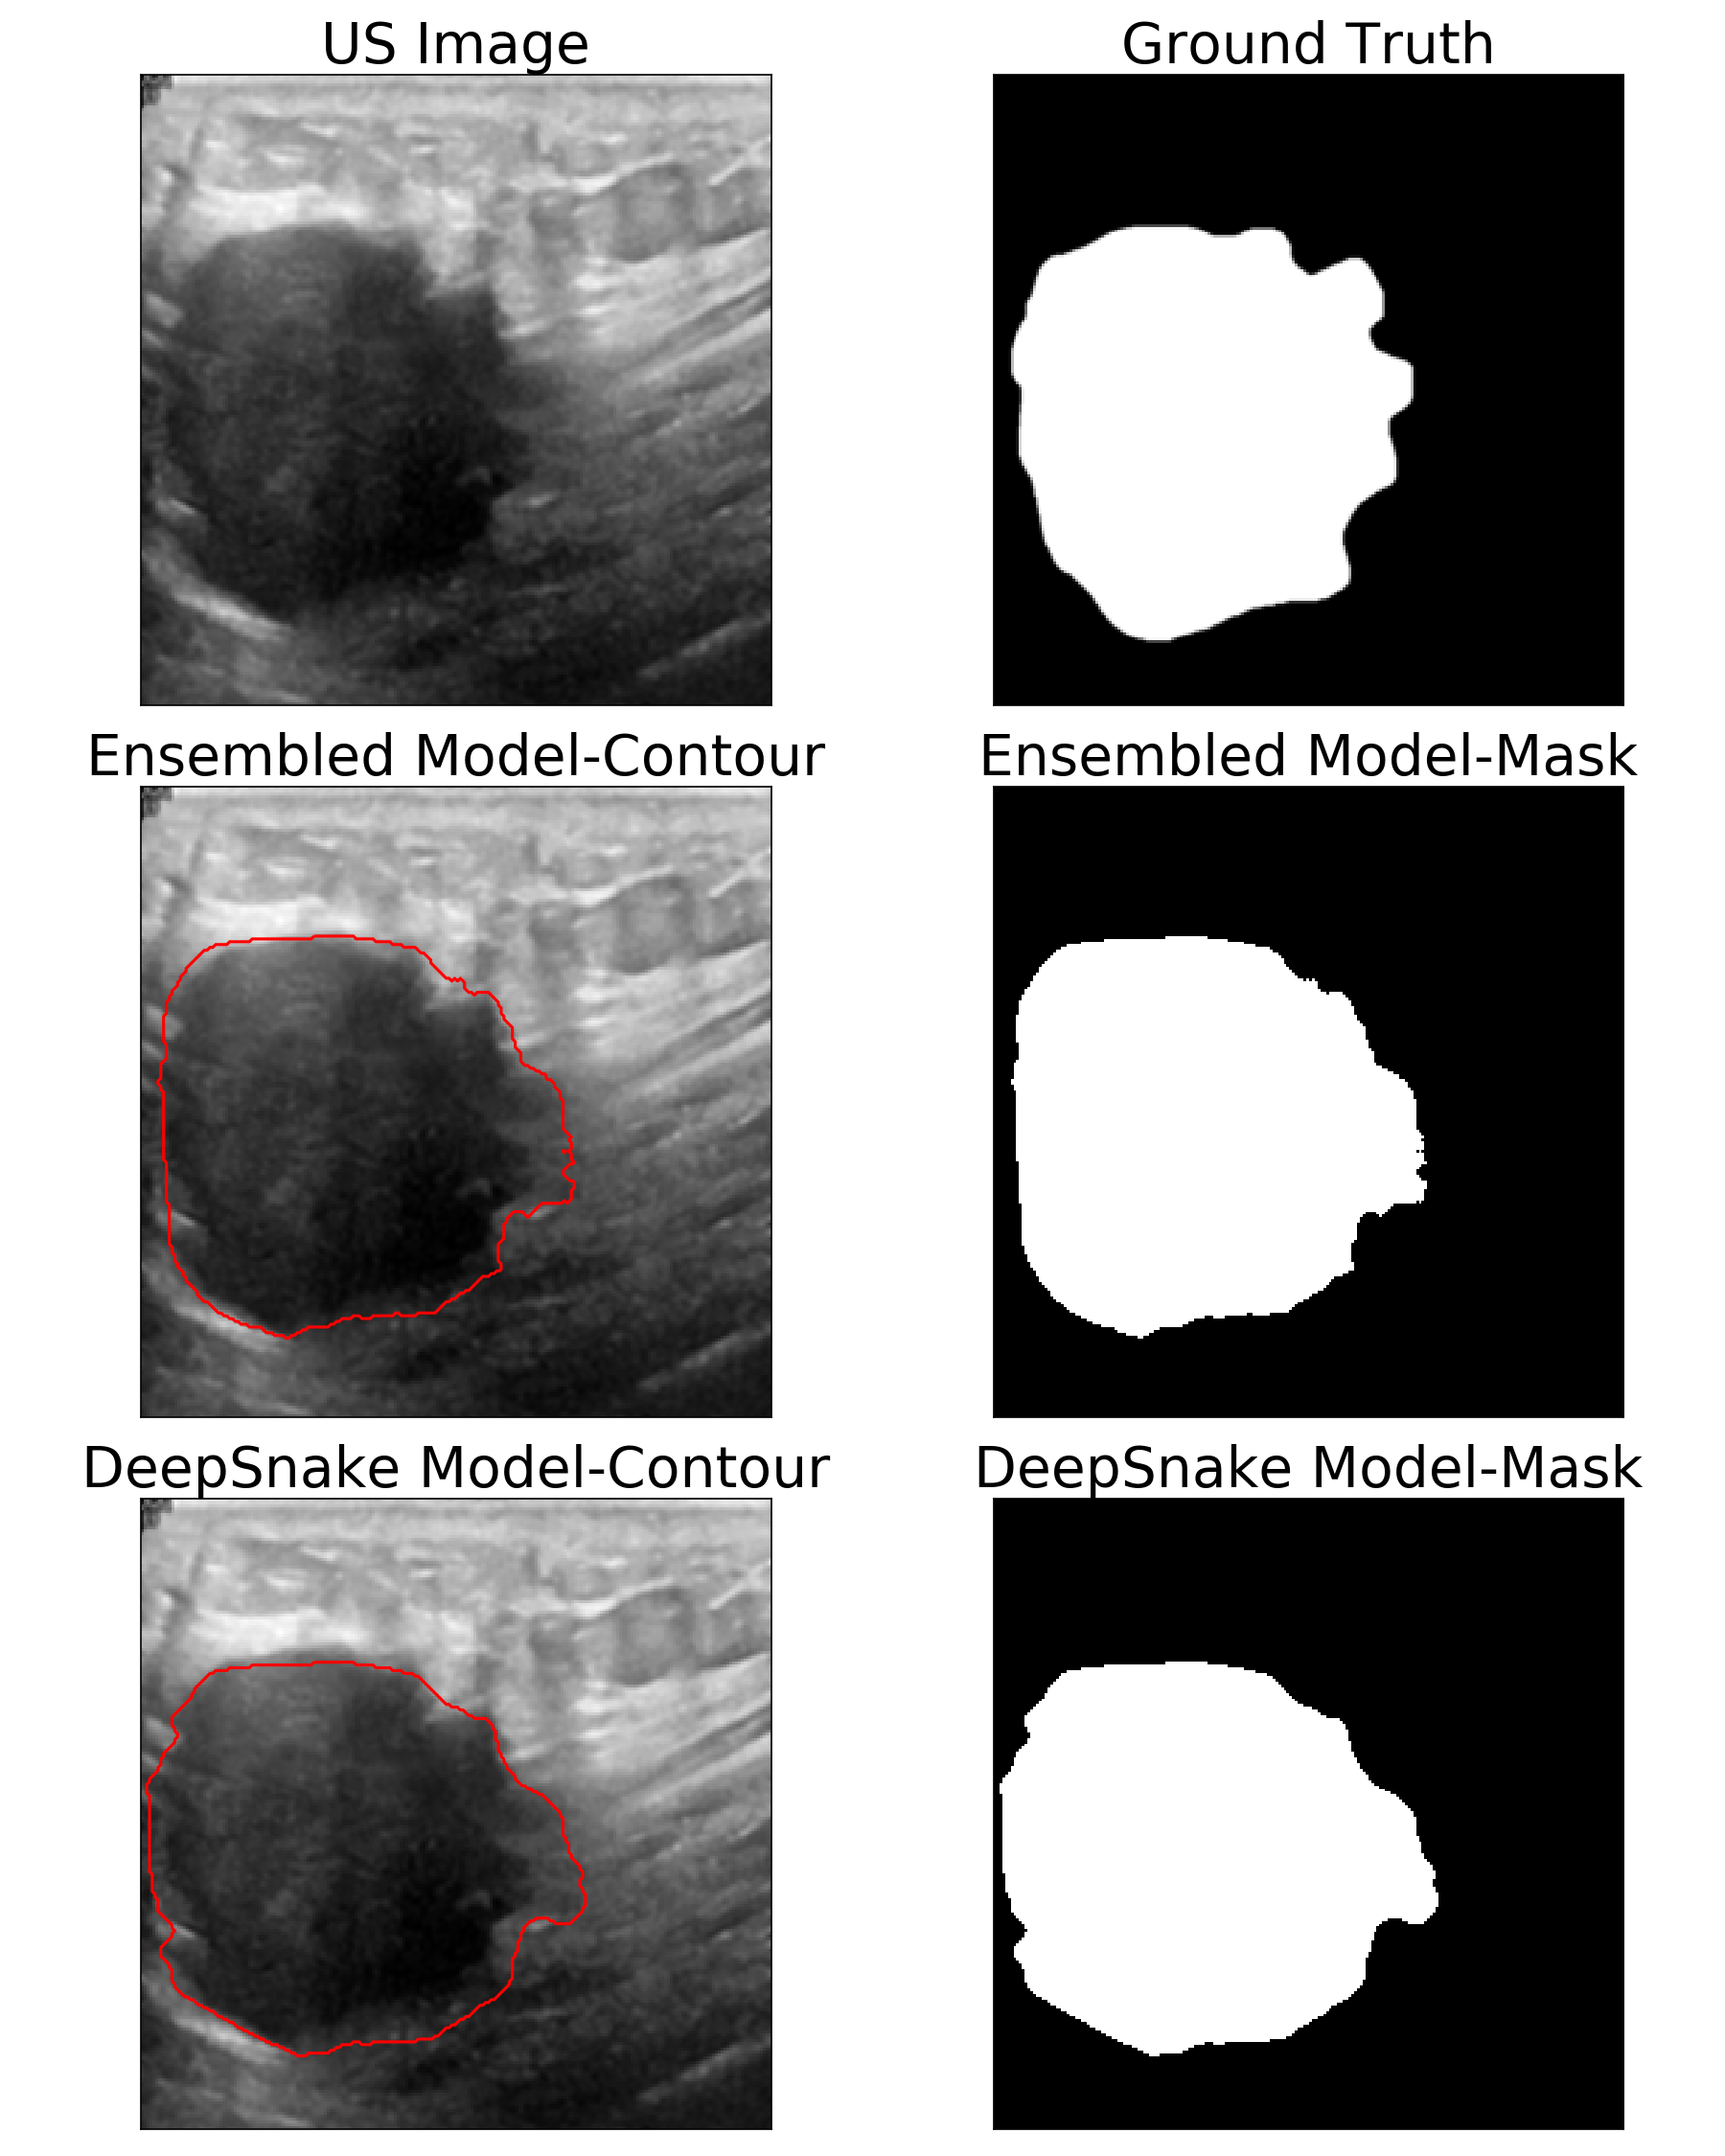 US Image
Ground Truth
Ensembled Model-Contour
Ensembled Model-Mask
DeepSnake Model-Contour
DeepSnake Model-Mask